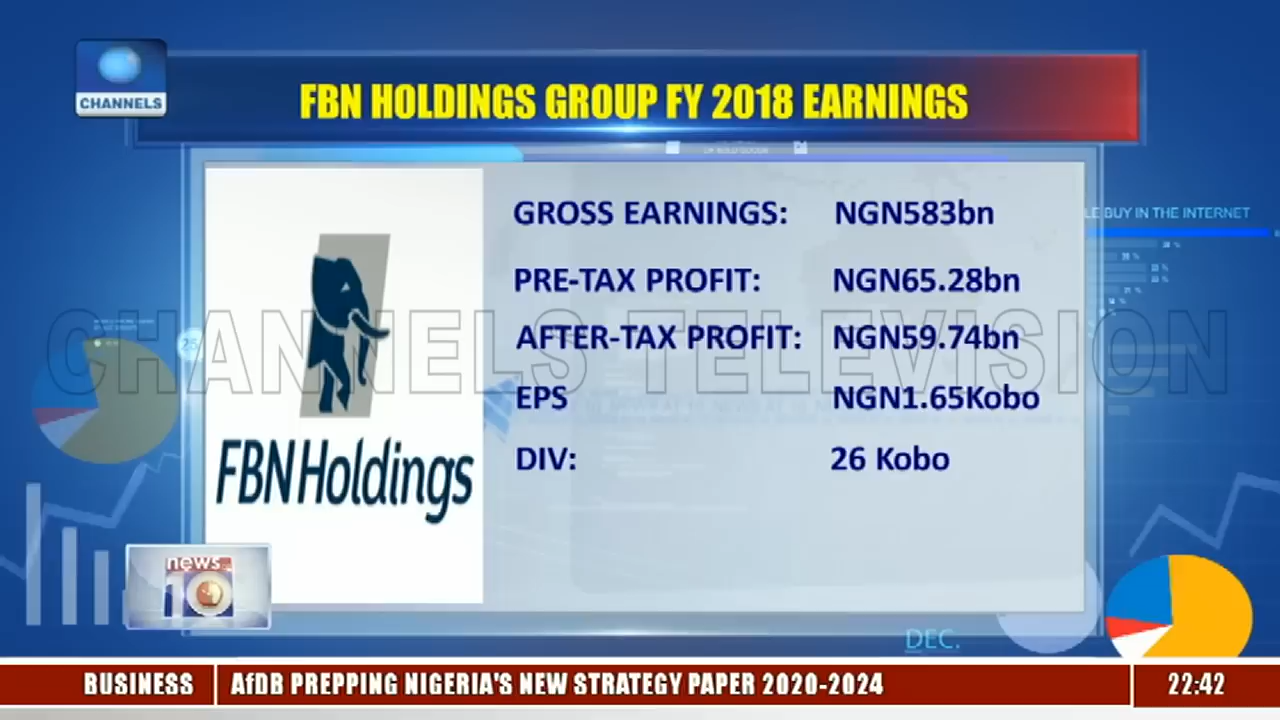 CHANNELS
FBN HOLDINGS GROUP FY 2018 EARNINGS
GROSS EARNINGS: NGN583bn
LE BUY IN THE INTERNET
PRE-TAX PROFIT: NGN65.28bn
AFTER-TAX PROFIT: NGN59.74bn
CHANNELS TELEVISION
EPS NGN1.65Kobo
DIV: 26 Kobo
FBNHoldings
news
10
DEC.
BUSINESS AfDB PREPPING NIGERIA'S NEW STRATEGY PAPER 2020-2024 22:42